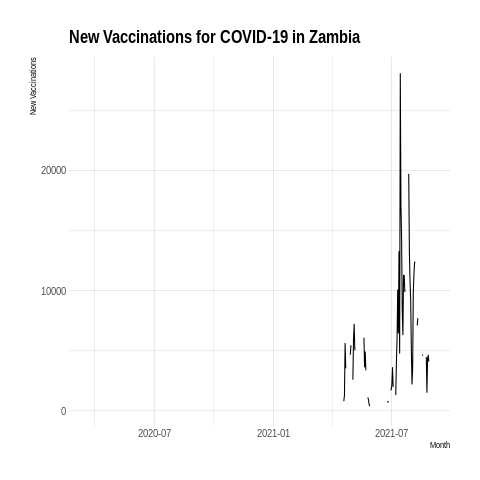 New Vaccinations for COVID-19 in Zambia
New Vaccinations
20000
10000
0
2020-07
2021-01
2021-07
Month